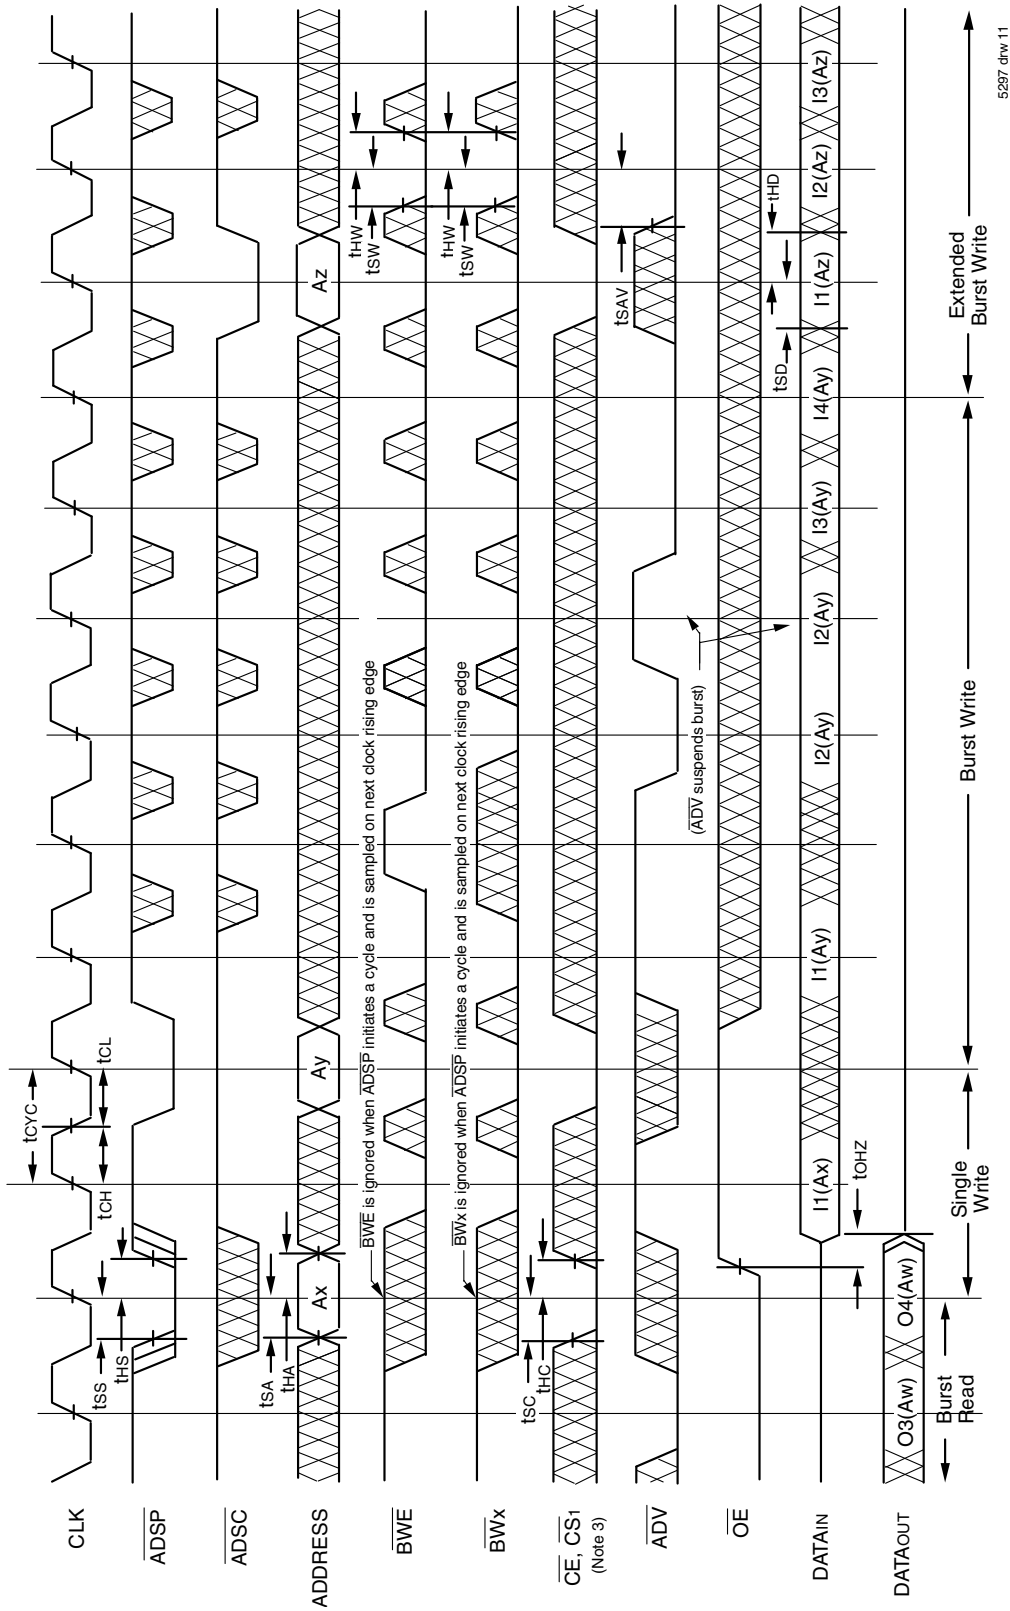 CLK
ADSP
ADSC
ADDRESS
BWE
BWx
CE, CS1
(Note 3)
ADV
OE
DATAIN
DATAOUT
tCYC
tCH
tCL
tSS
tHS
tSA
tHA
Ax
Ay
Az
BWE is ignored when ADSP initiates a cycle and is sampled on next clock rising edge
BWx is ignored when ADSP initiates a cycle and is sampled on next clock rising edge
tHW
tSW
tHW
tSW
tSC
tHC
tSAV
(ADV suspends burst)
tSD
tHD
I1(Ax)
I1(Ay)
I2(Ay)
I2(Ay)
I3(Ay)
I4(Ay)
I1(Az)
I2(Az)
I3(Az)
tOHZ
O3(Aw)
O4(Aw)
Burst
Read
Single
Write
Burst Write
Extended
Burst Write
5297 drw 11